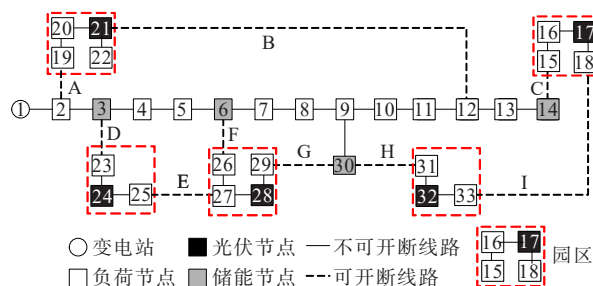 20 21 B 16 17
19 22 15 18
A C
① 2 3 4 5 6 7 8 9 10 11 12 13 14
D F
23 26 29 G 30 H 31
24 25 E 27 28 32 33 I
○变电站 光伏节点 不可开断线路 16 17 园区
负荷节点 储能节点 可开断线路 15 18